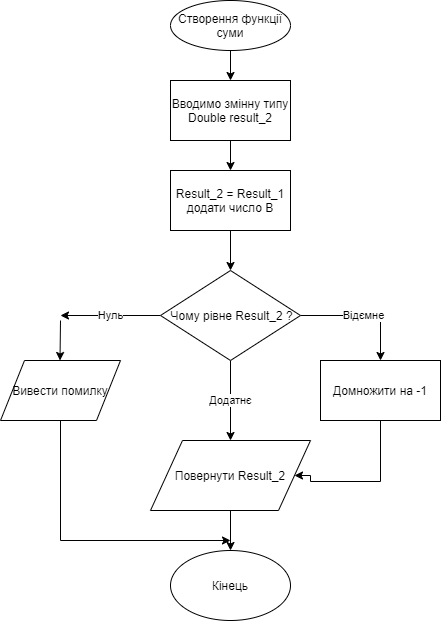 Створення функції
суми
Вводимо змінну типу
Double result_2
Result_2 = Result_1
додати число B
Чому рівне Result_2 ?
Нуль
Відємне
Вивести помилку
Додатнє
Домножити на -1
Повернути Result_2
Кінець